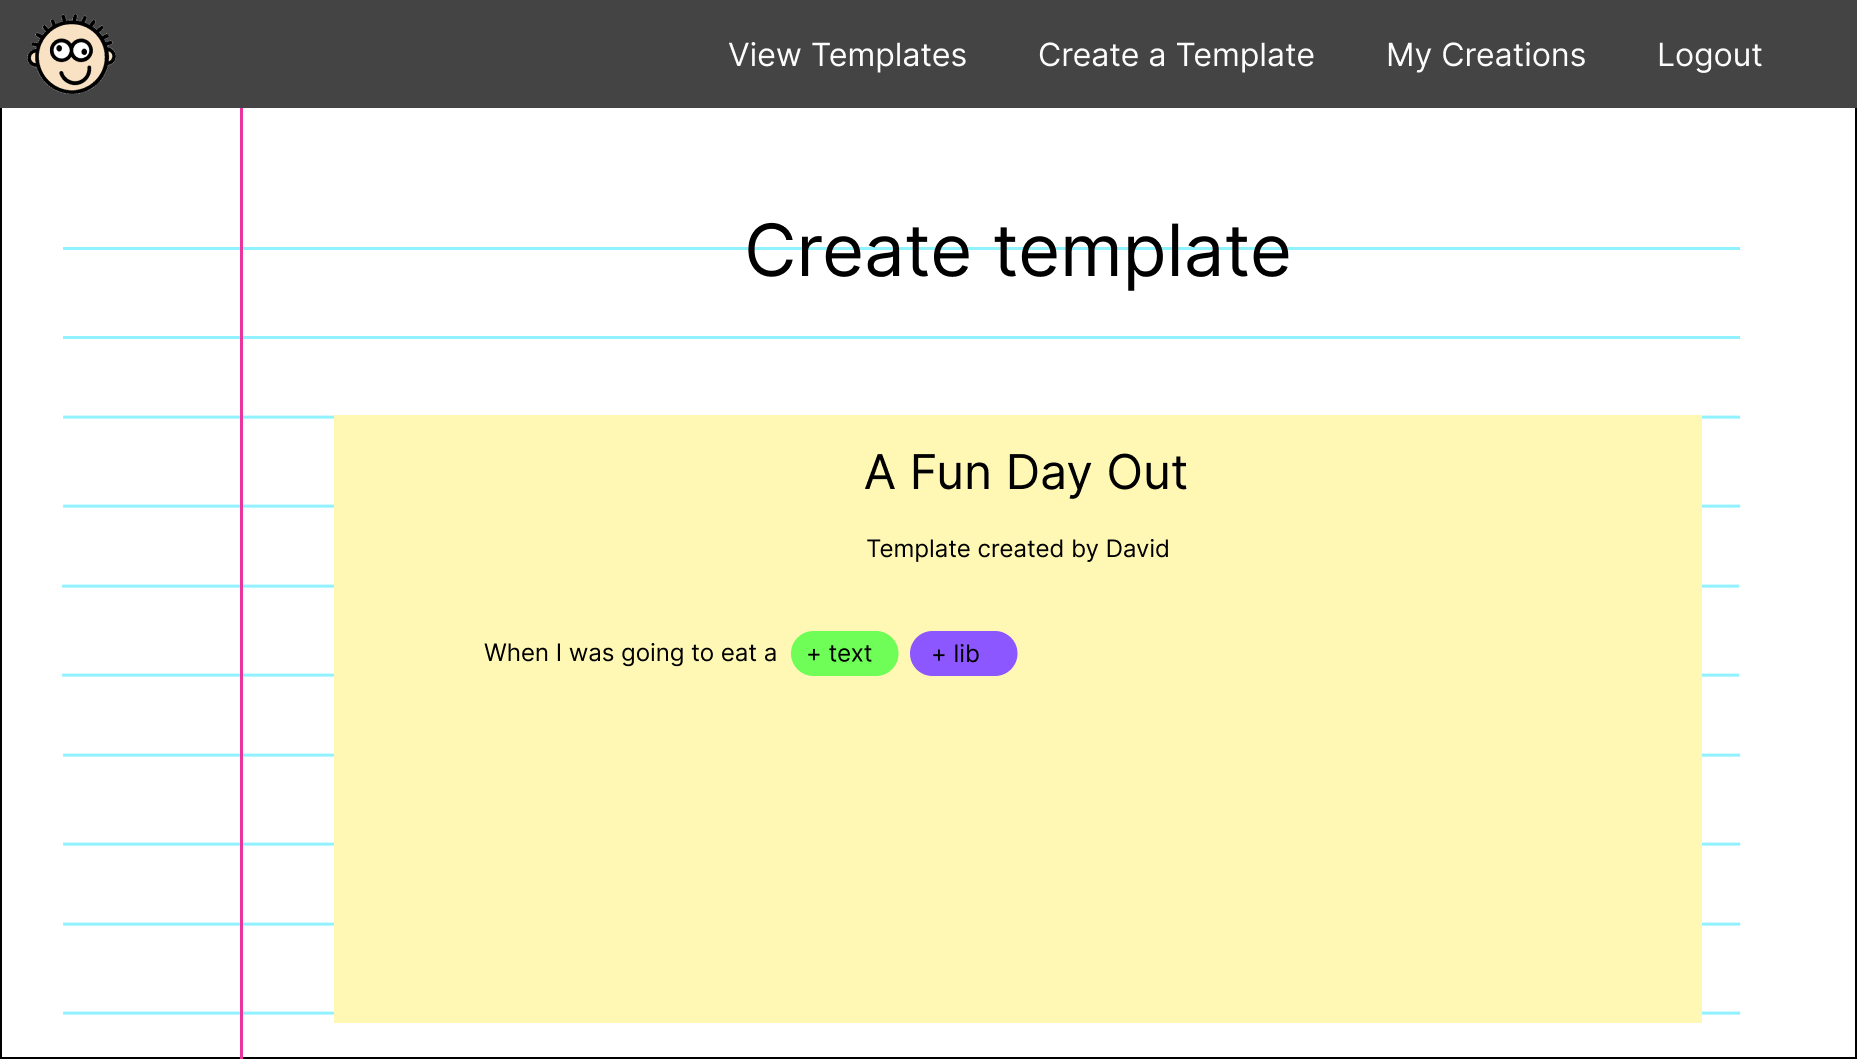 View Templates Create a Template My Creations Logout
Create template
A Fun Day Out
Template created by David
When I was going to eat a + text + lib